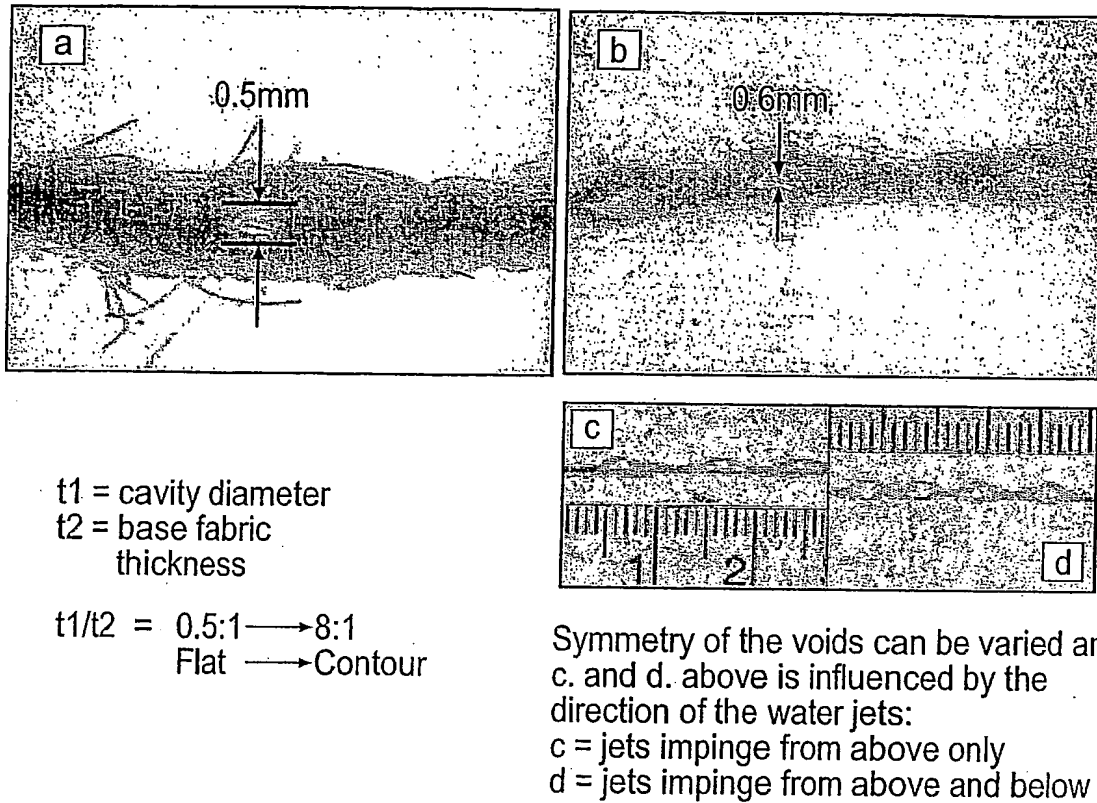 a
0.5mm
b
0.6mm
t1 = cavity diameter
t2 = base fabric
thickness
t1/t2 = 0.5:1 → 8:1
Flat → Contour
c
1 2
d
Symmetry of the voids can be varied
c. and d. above is influenced by the
direction of the water jets:
c = jets impinge from above only
d = jets impinge from above and below